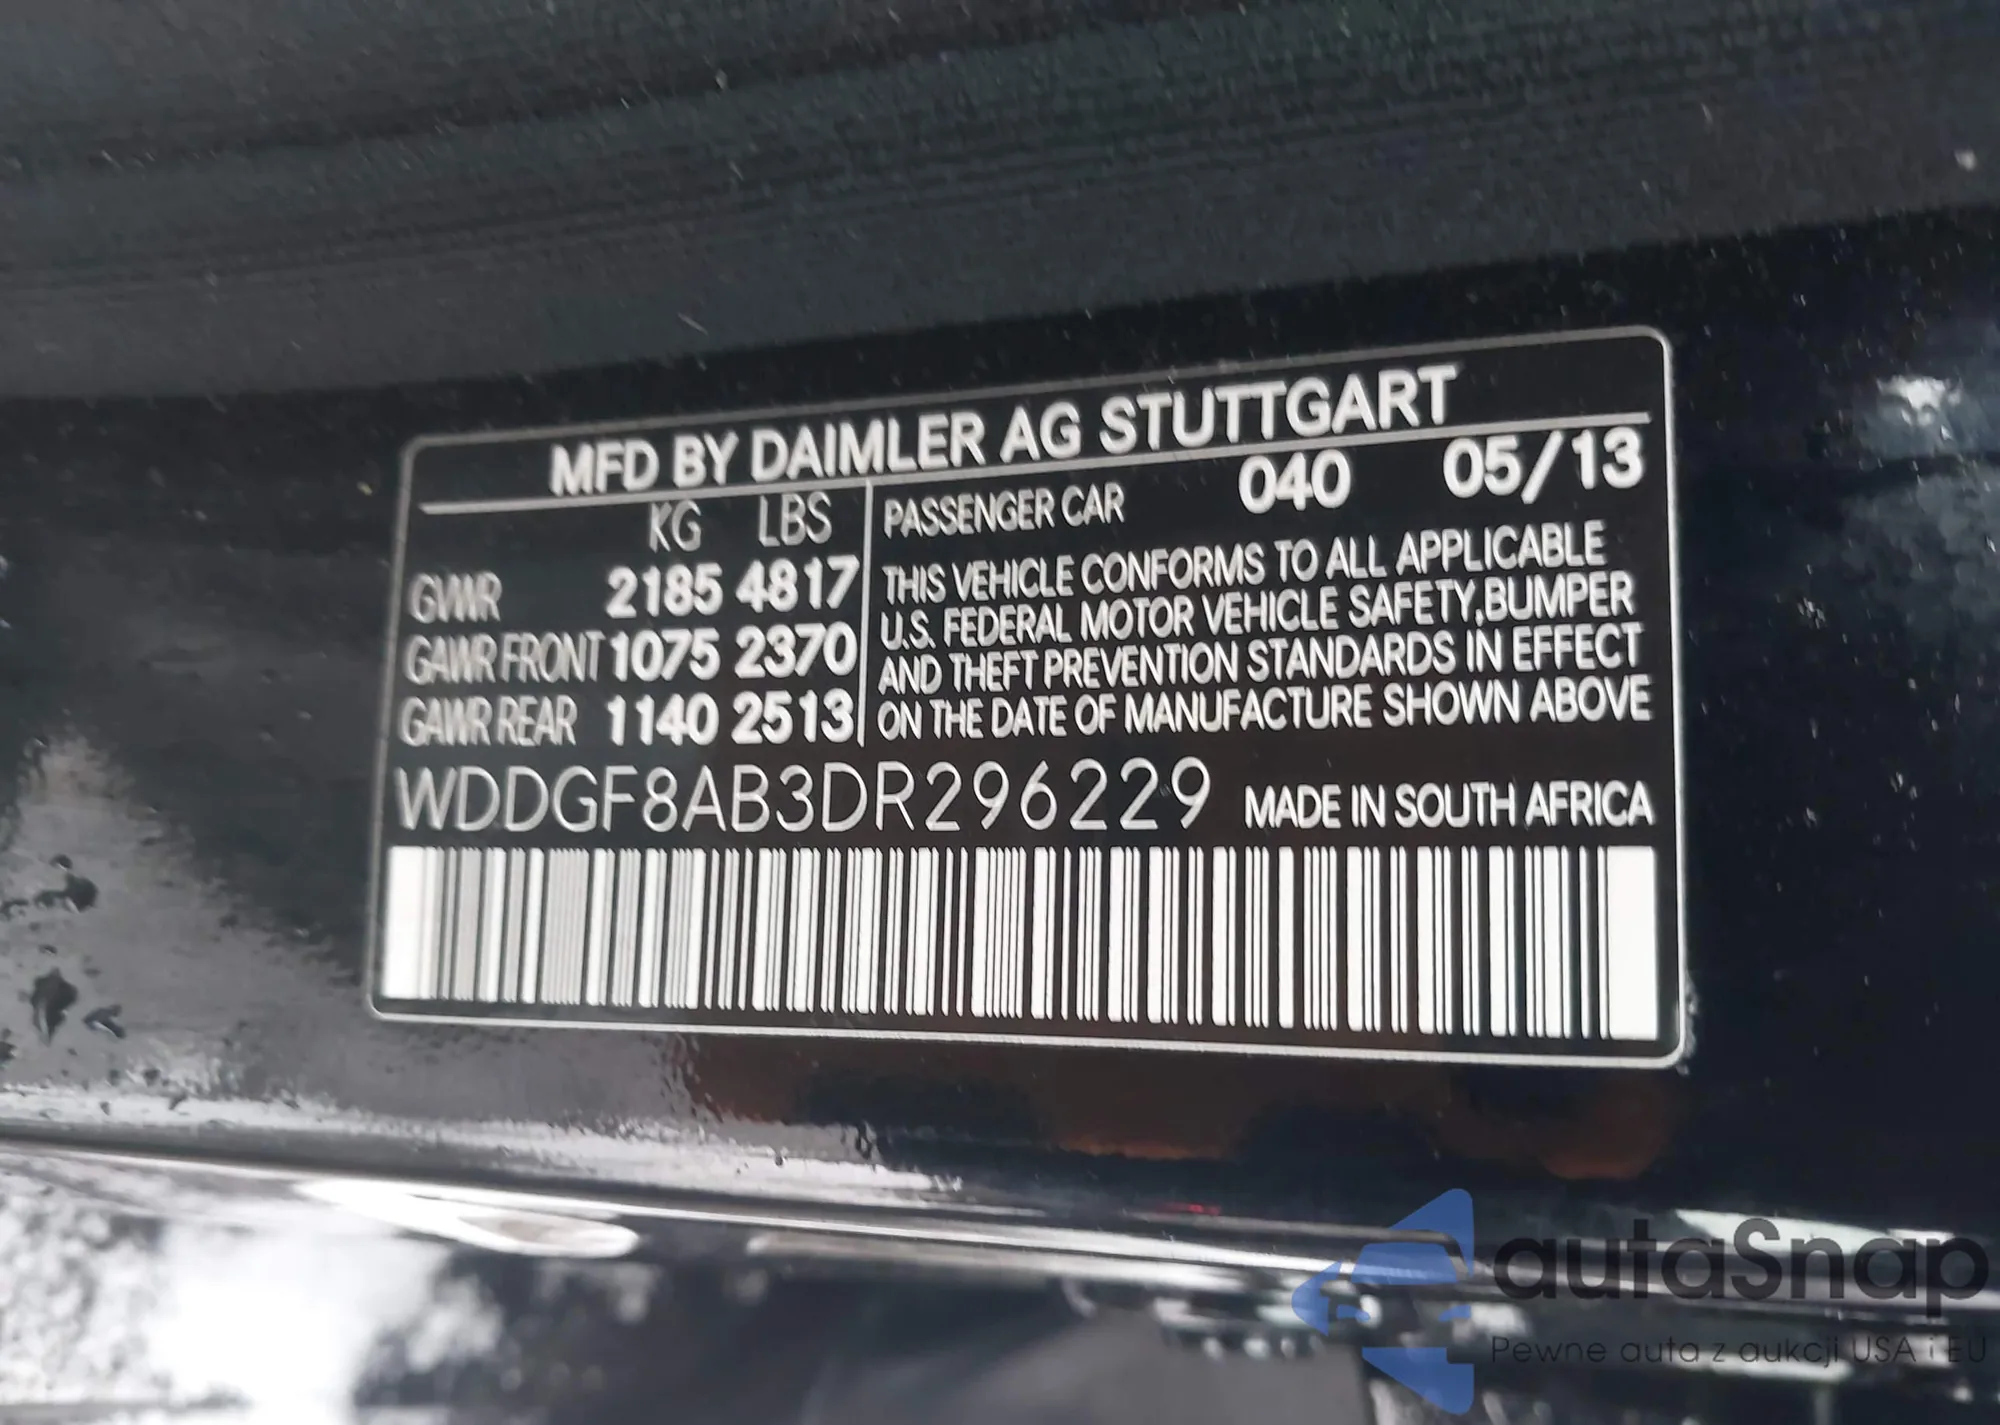 MFD BY DAIMLER AG STUTTGART
KG LBS
GVWR 2185 4817
GAWR FRONT 1075 2370
GAWR REAR 1140 2513
PASSENGER CAR 040 05/13
THIS VEHICLE CONFORMS TO ALL APPLICABLE
U.S. FEDERAL MOTOR VEHICLE SAFETY,BUMPER
AND THEFT PREVENTION STANDARDS IN EFFECT
ON THE DATE OF MANUFACTURE SHOWN ABOVE
WDDGF8AB3DR296229 MADE IN SOUTH AFRICA
autaSnap
Pewne auta z aukcji USA i EU